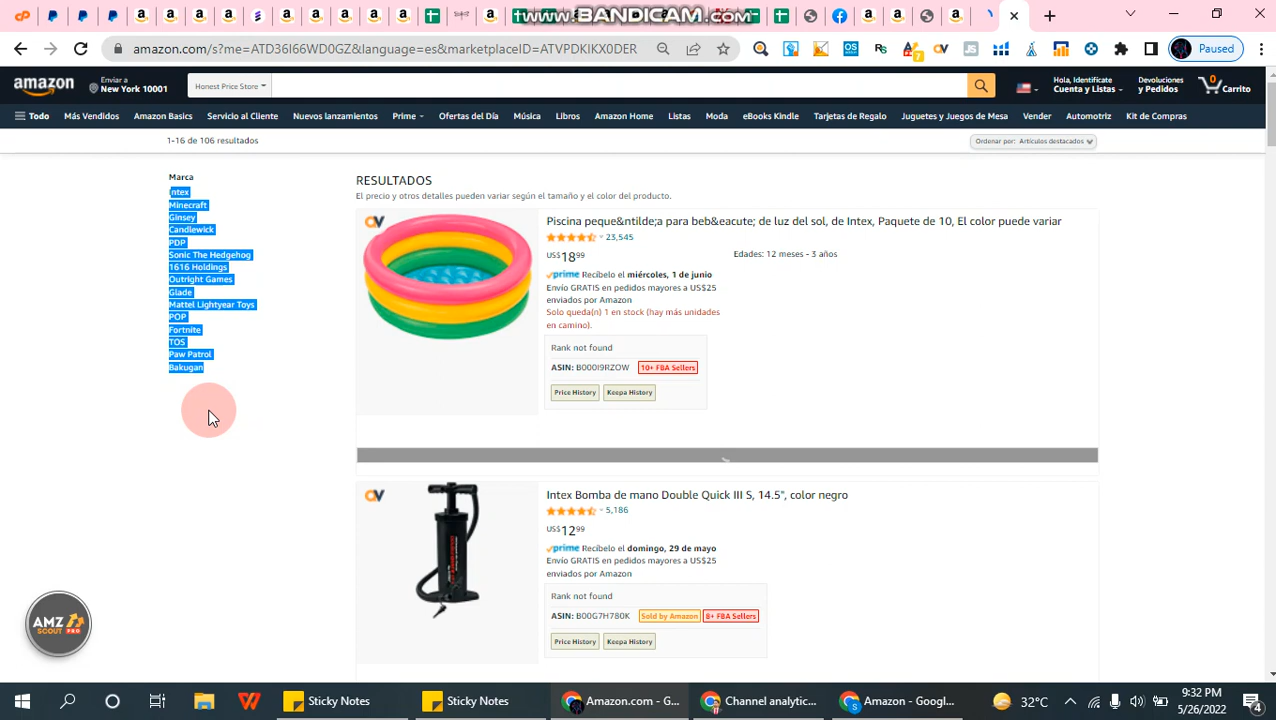 www.BANDICAM.com
amazon.com/s?me=ATD36I66WD0GZ&language=es&marketplaceID=ATVPDKIKX0DER
OS
RS
7
JS
Paused
amazon
Enviar a
New York 10001
Honest Price Store
Hola, Identifícate
Cuenta y Listas
Devoluciones
y Pedidos
0
Carrito
Todo
Más Vendidos
Amazon Basics
Servicio al Cliente
Nuevos lanzamientos
Prime
Ofertas del Día
Música
Libros
Amazon Home
Listas
Moda
eBooks Kindle
Tarjetas de Regalo
Juguetes y Juegos de Mesa
Vender
Automotriz
Kit de Compras
1-16 de 106 resultados
Ordenar por: Artículos destacados
Marca
Intex
Minecraft
Ginsey
Candlewick
PDP
Sonic The Hedgehog
1616 Holdings
Outright Games
Glade
Mattel Lightyear Toys
POP
Fortnite
TOS
Paw Patrol
Bakugan
RESULTADOS
El precio y otros detalles pueden variar según el tamaño y el color del producto.
Piscina peque&ntilde;a para beb&eacute; de luz del sol, de Intex, Paquete de 10, El color puede variar
23,545
US$18⁹⁹
Edades: 12 meses - 3 años
prime Recíbelo el miércoles, 1 de junio
Envío GRATIS en pedidos mayores a US$25
enviados por Amazon
Solo queda(n) 1 en stock (hay más unidades
en camino).
Rank not found
ASIN: B000I9RZOW 10+ FBA Sellers
Price History Keepa History
Intex Bomba de mano Double Quick III S, 14.5", color negro
5,186
US$12⁹⁹
prime Recíbelo el domingo, 29 de mayo
Envío GRATIS en pedidos mayores a US$25
enviados por Amazon
Rank not found
ASIN: B00G7H780K Sold by Amazon 8+ FBA Sellers
Price History Keepa History
AMZ
SCOUT PRO
Sticky Notes
Sticky Notes
Amazon.com - G...
Channel analytic...
Amazon - Googl...
32°C
9:32 PM
5/26/2022
4